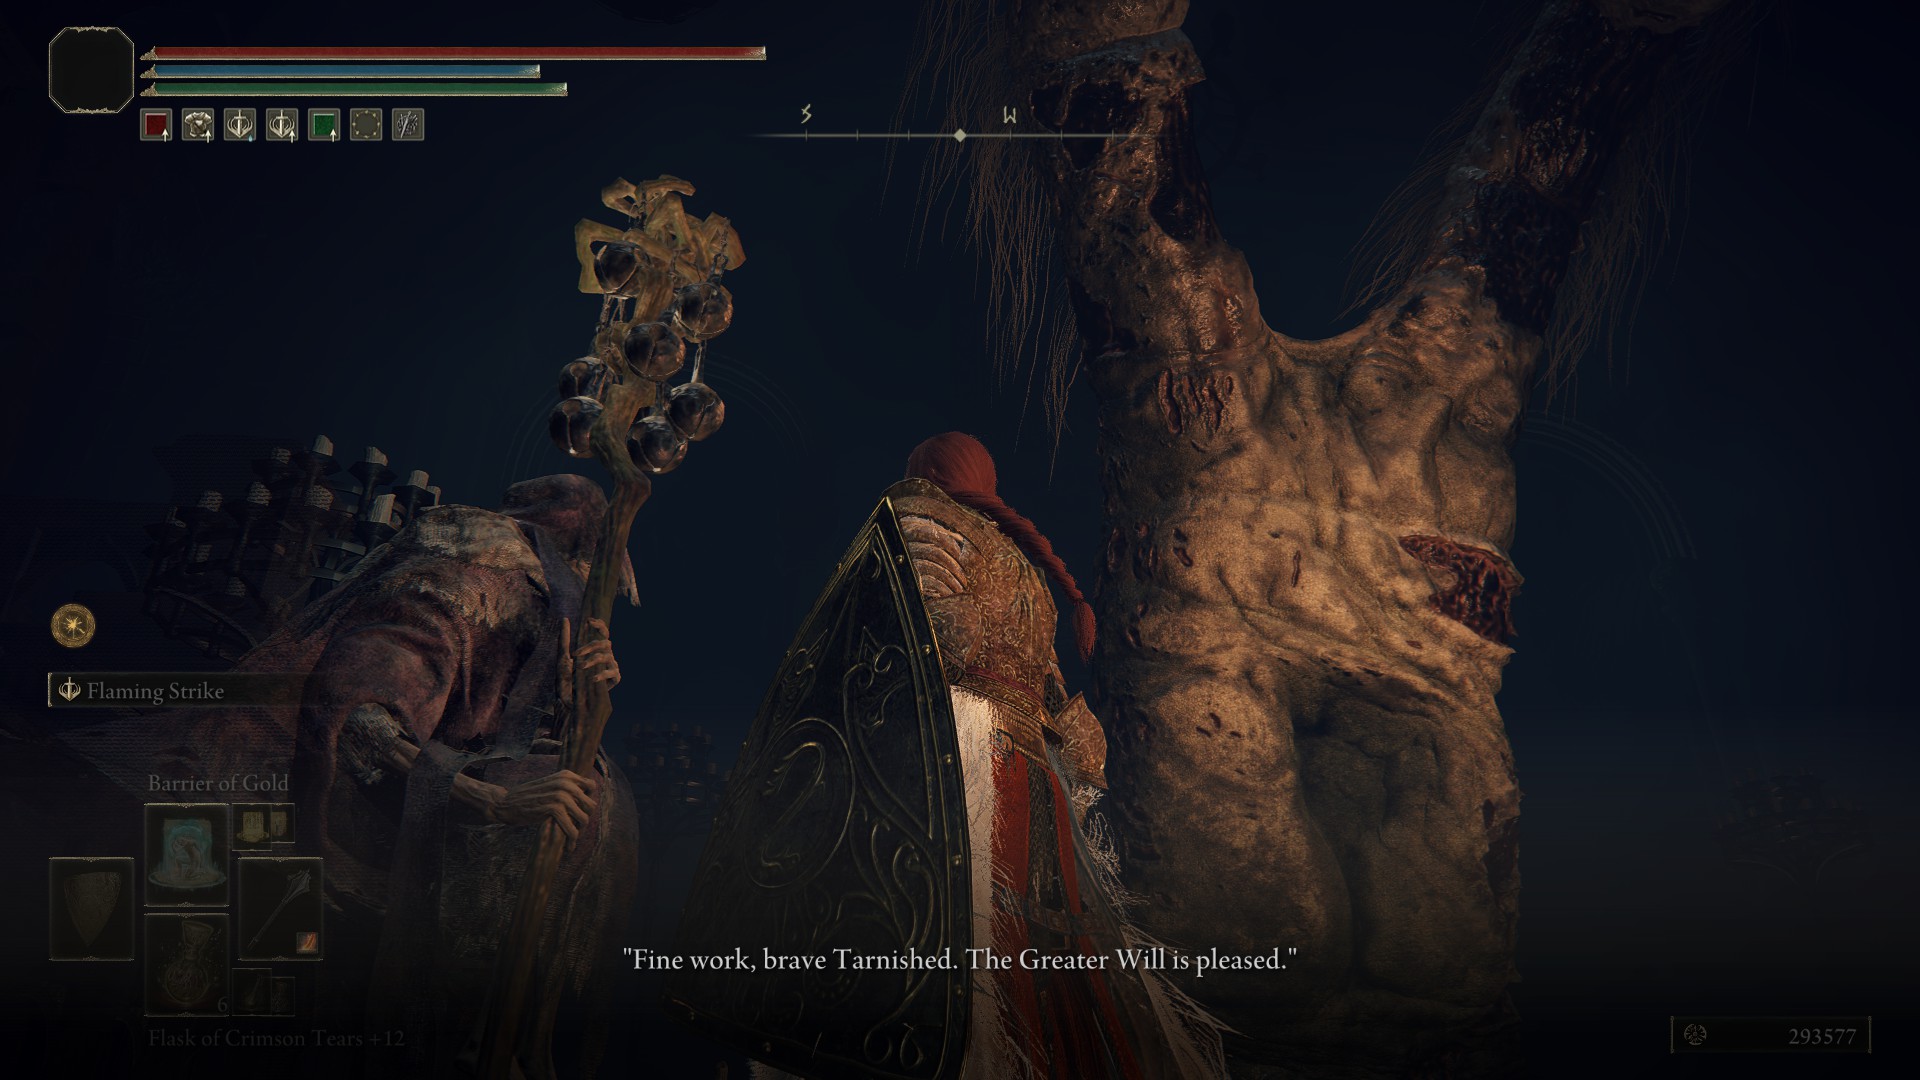 S
W
Flaming Strike
Barrier of Gold
6
Flask of Crimson Tears +12
"Fine work, brave Tarnished. The Greater Will is pleased."
293577